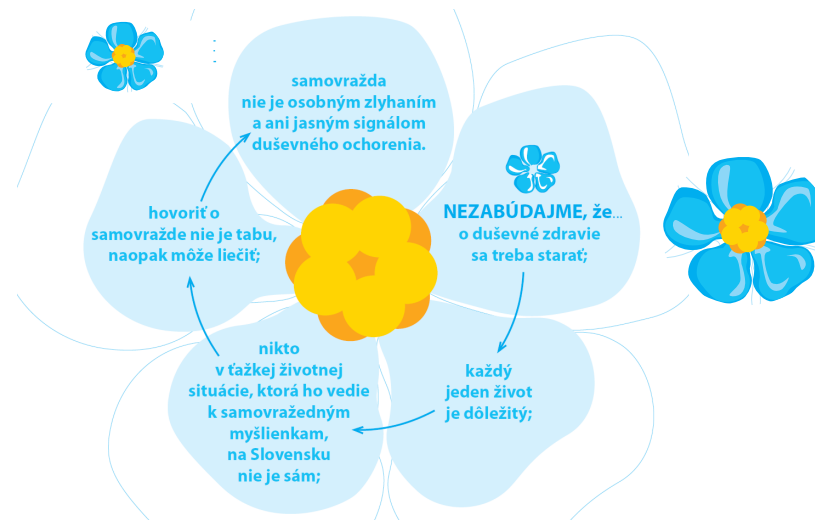 NEZABÚDAJME, že...
o duševné zdravie
sa treba starať;
každý
jeden život
je dôležitý;
nikto
v ťažkej životnej
situácie, ktorá ho vedie
k samovražedným
myšlienkam,
na Slovensku
nie je sám;
hovoriť o
samovražde nie je tabu,
naopak môže liečiť;
samovražda
nie je osobným zlyhaním
a ani jasným signálom
duševného ochorenia.